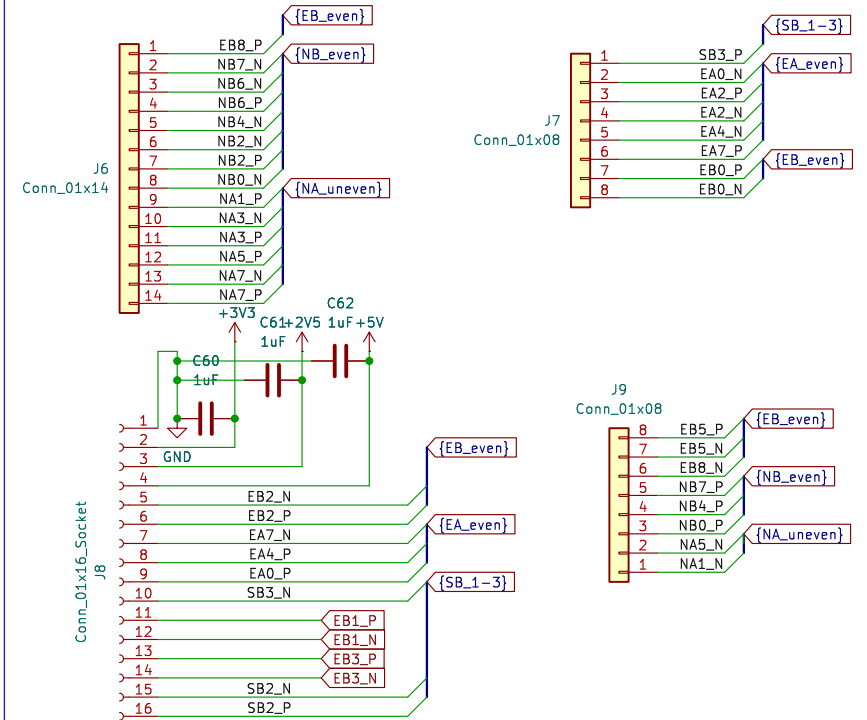 {EB_even}
1 EB8_P
2 NB7_N
{NB_even}
3 NB6_N
4 NB6_P
5 NB4_N
6 NB2_N
7 NB2_P
8 NB0_N
{NA_uneven}
9 NA1_P
10 NA3_N
11 NA3_P
12 NA5_P
13 NA7_N
14 NA7_P
J6
Conn_01x14
{SB_1-3}
1 SB3_P
2 EA0_N
{EA_even}
3 EA2_P
4 EA2_N
5 EA4_N
6 EA7_P
7 EB0_P
{EB_even}
8 EB0_N
J7
Conn_01x08
+3V3
C60
1uF
C61
1uF
+2V5
C62
1uF
+5V
GND
1
2
3
4
{EB_even}
5 EB2_N
6 EB2_P
7 EA7_N
{EA_even}
8 EA4_P
9 EA0_P
10 SB3_N
{SB_1-3}
11 EB1_P
12 EB1_N
13 EB3_P
14 EB3_N
15 SB2_N
16 SB2_P
Conn_01x16_Socket
J8
J9
Conn_01x08
8 EB5_P
{EB_even}
7 EB5_N
6 EB8_N
5 NB7_P
{NB_even}
4 NB4_P
3 NB0_P
2 NA5_N
{NA_uneven}
1 NA1_N